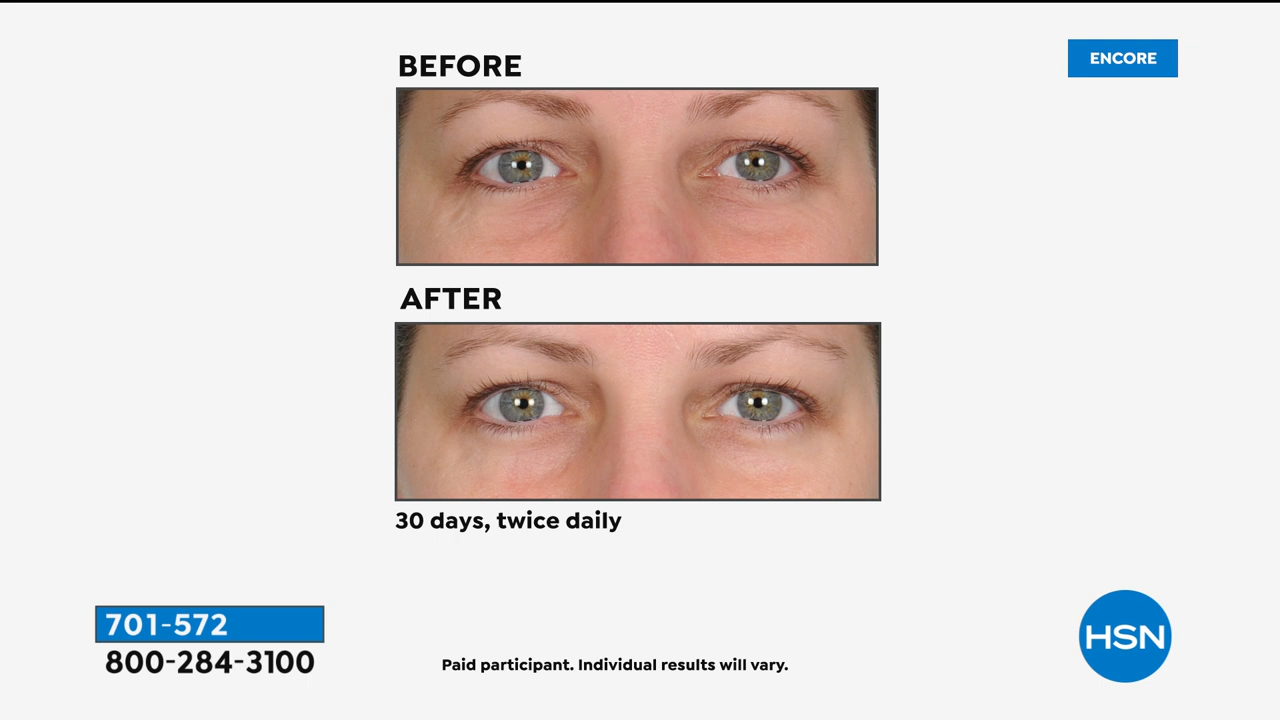 BEFORE
ENCORE
AFTER
30 days, twice daily
701-572
800-284-3100
Paid participant. Individual results will vary.
HSN